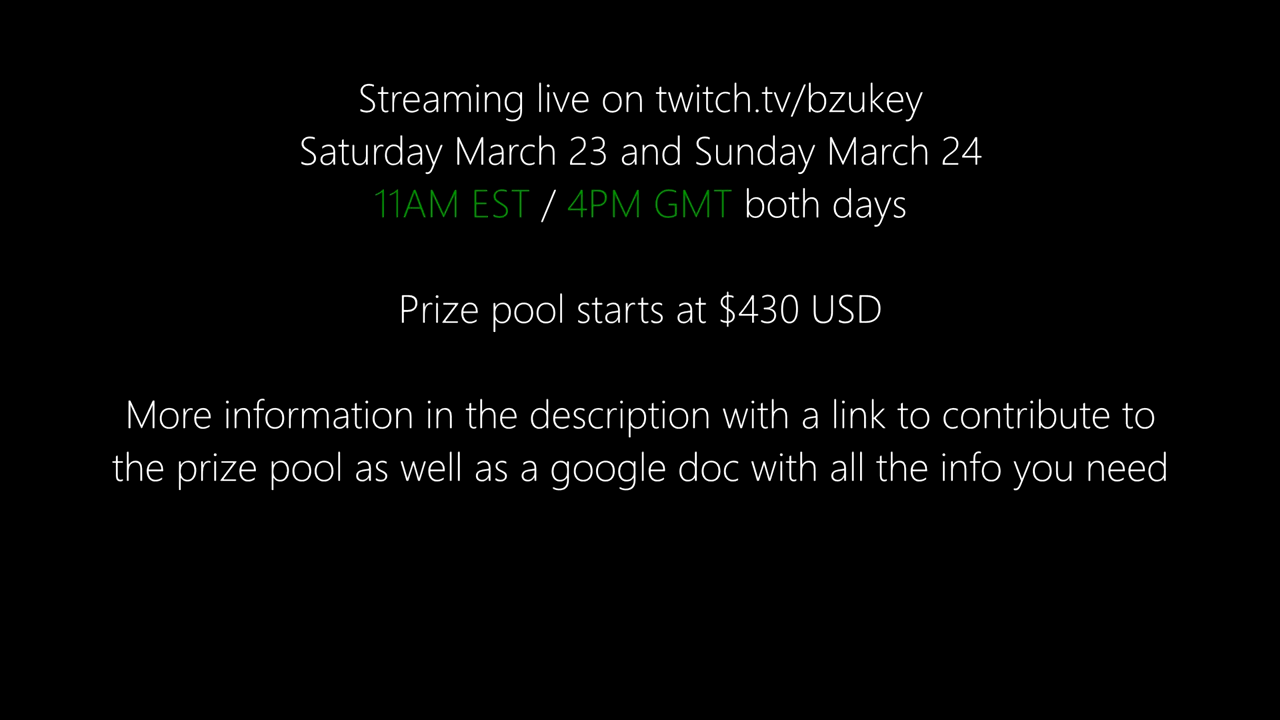 Streaming live on twitch.tv/bzukey
Saturday March 23 and Sunday March 24
11AM EST / 4PM GMT both days
Prize pool starts at $430 USD
More information in the description with a link to contribute to
the prize pool as well as a google doc with all the info you need